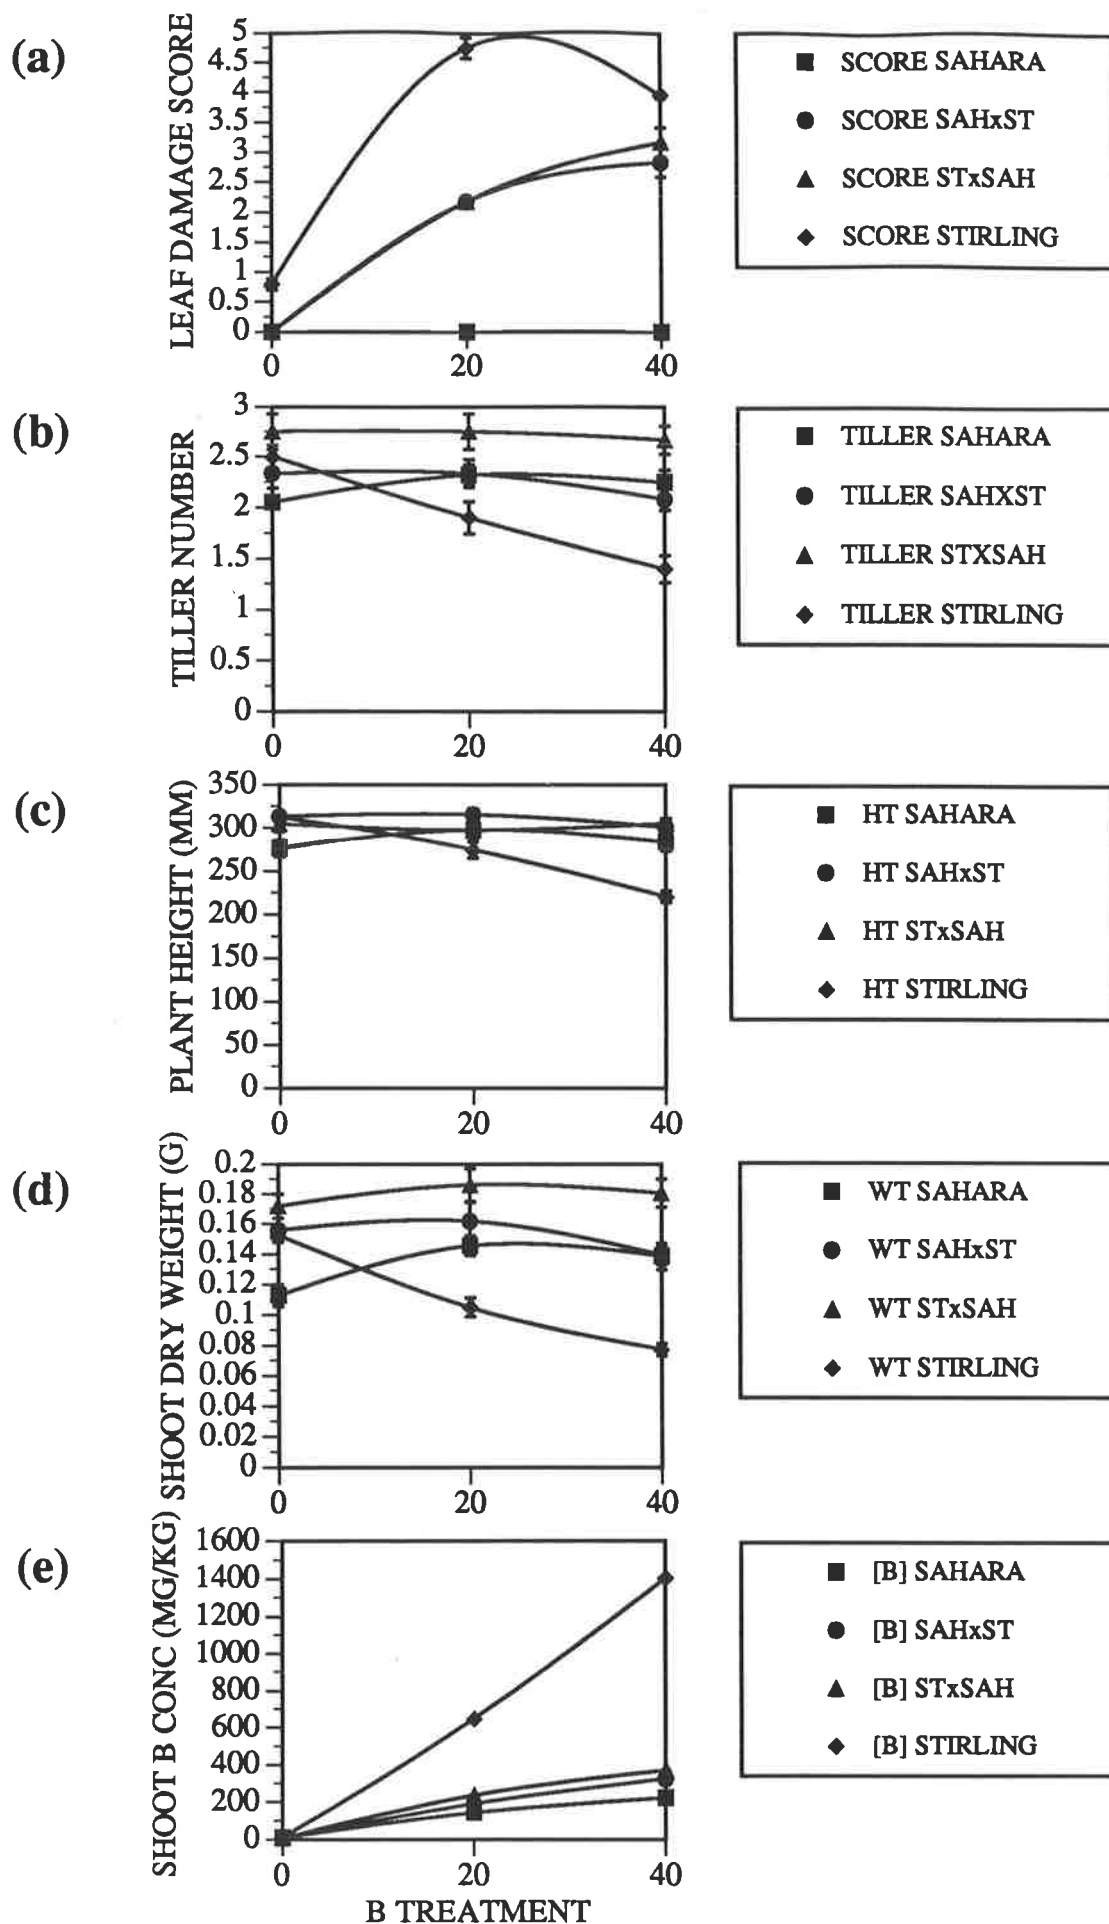 (a)
LEAF DAMAGE SCORE
5
4.5
4
3.5
3
2.5
2
1.5
1
0.5
0
0 20 40
SCORE SAHARA
SCORE SAHxST
SCORE STxSAH
SCORE STIRLING
(b)
TILLER NUMBER
3
2.5
2
1.5
1
0.5
0
0 20 40
TILLER SAHARA
TILLER SAHXST
TILLER STXSAH
TILLER STIRLING
(c)
PLANT HEIGHT (MM)
350
300
250
200
150
100
50
0
0 20 40
HT SAHARA
HT SAHxST
HT STxSAH
HT STIRLING
(d)
SHOOT DRY WEIGHT (G)
0.2
0.18
0.16
0.14
0.12
0.1
0.08
0.06
0.04
0.02
0
0 20 40
WT SAHARA
WT SAHxST
WT STxSAH
WT STIRLING
(e)
SHOOT B CONC (MG/KG)
1600
1400
1200
1000
800
600
400
200
0
0 20 40
B TREATMENT
[B] SAHARA
[B] SAHxST
[B] STxSAH
[B] STIRLING